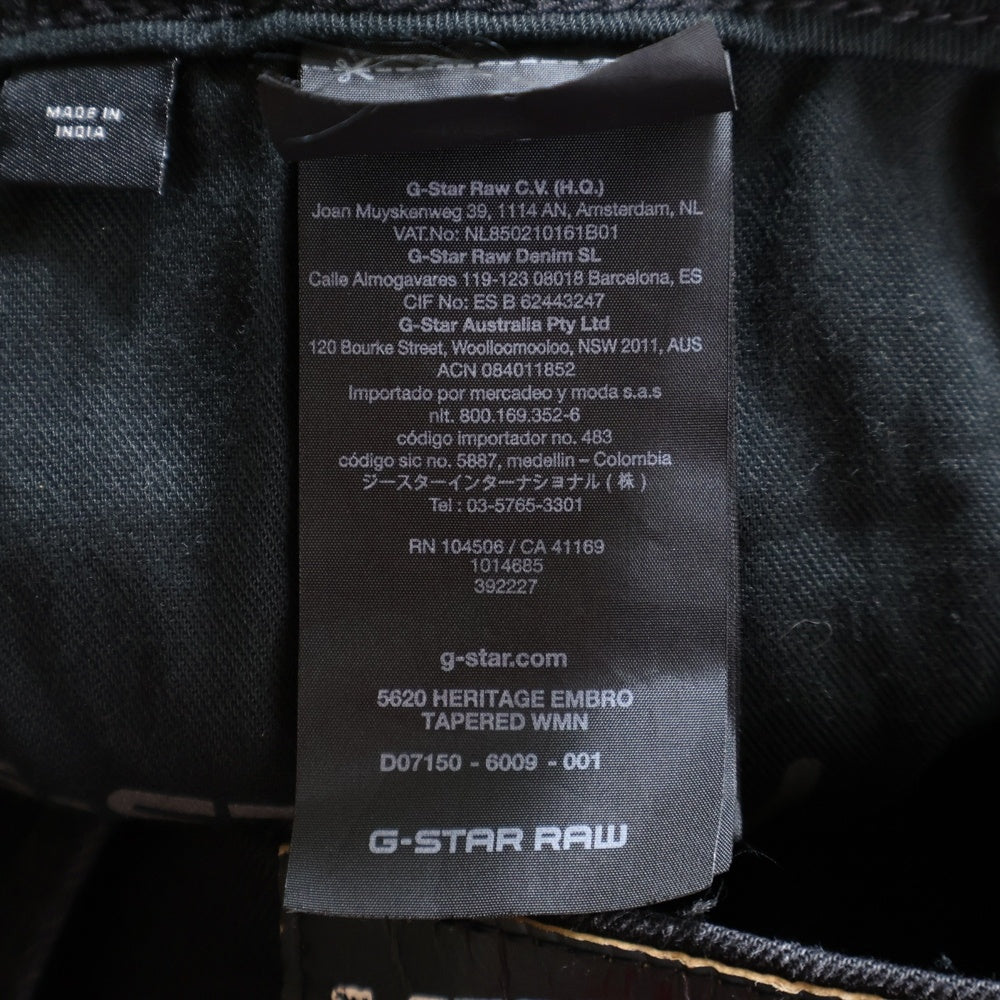 MADE IN
INDIA
G-Star Raw C.V. (H.Q.)
Joan Muyskenweg 39, 1114 AN, Amsterdam, NL
VAT.No: NL850210161B01
G-Star Raw Denim SL
Calle Almogavares 119-123 08018 Barcelona, ES
CIF No: ES B 62443247
G-Star Australia Pty Ltd
120 Bourke Street, Woolloomooloo, NSW 2011, AUS
ACN 084011852
Importado por mercadeo y moda s.a.s
nit. 800.169.352-6
código importador no. 483
código sic no. 5887, medellin – Colombia
ジースターインターナショナル ( 株 )
Tel : 03-5765-3301
RN 104506 / CA 41169
1014685
392227
g-star.com
5620 HERITAGE EMBRO
TAPERED WMN
D07150 - 6009 - 001
G-STAR RAW